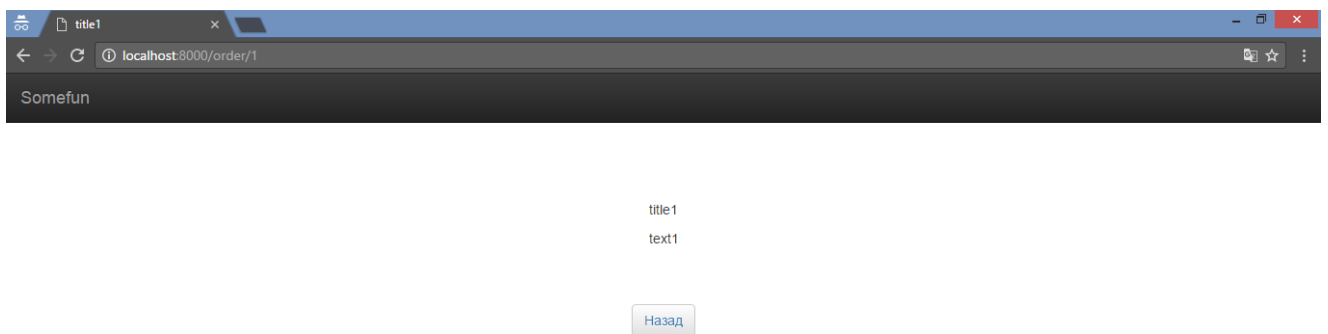 title1
localhost:8000/order/1
Somefun
title1
text1
Назад